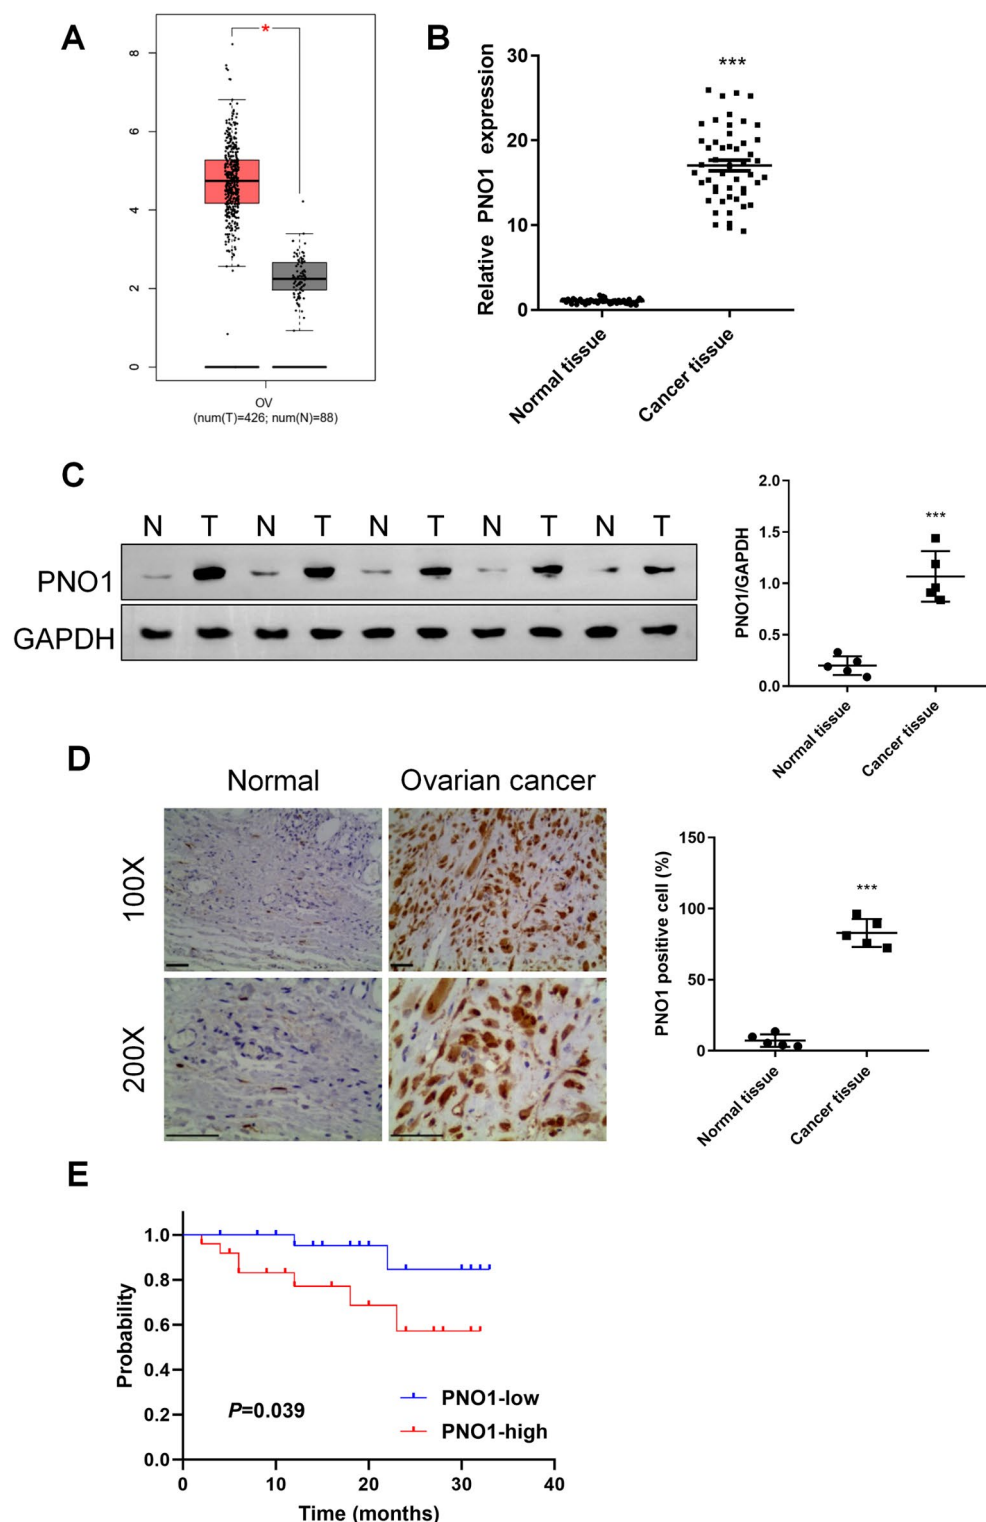 A
*
8
6
4
2
0
OV
(num(T)=426; num(N)=88)
B
***
Relative PNO1 expression
30
20
10
0
Normal tissue
Cancer tissue
C
N T N T N T N T N T
PNO1
GAPDH
PNO1/GAPDH
2.0
1.5
1.0
0.5
0.0
***
Normal tissue
Cancer tissue
D
Normal Ovarian cancer
100X
200X
PNO1 positive cell (%)
150
100
50
0
***
Normal tissue
Cancer tissue
E
Probability
1.0
0.8
0.6
0.4
0.2
0.0
P=0.039
PNO1-low
PNO1-high
0 10 20 30 40
Time (months)